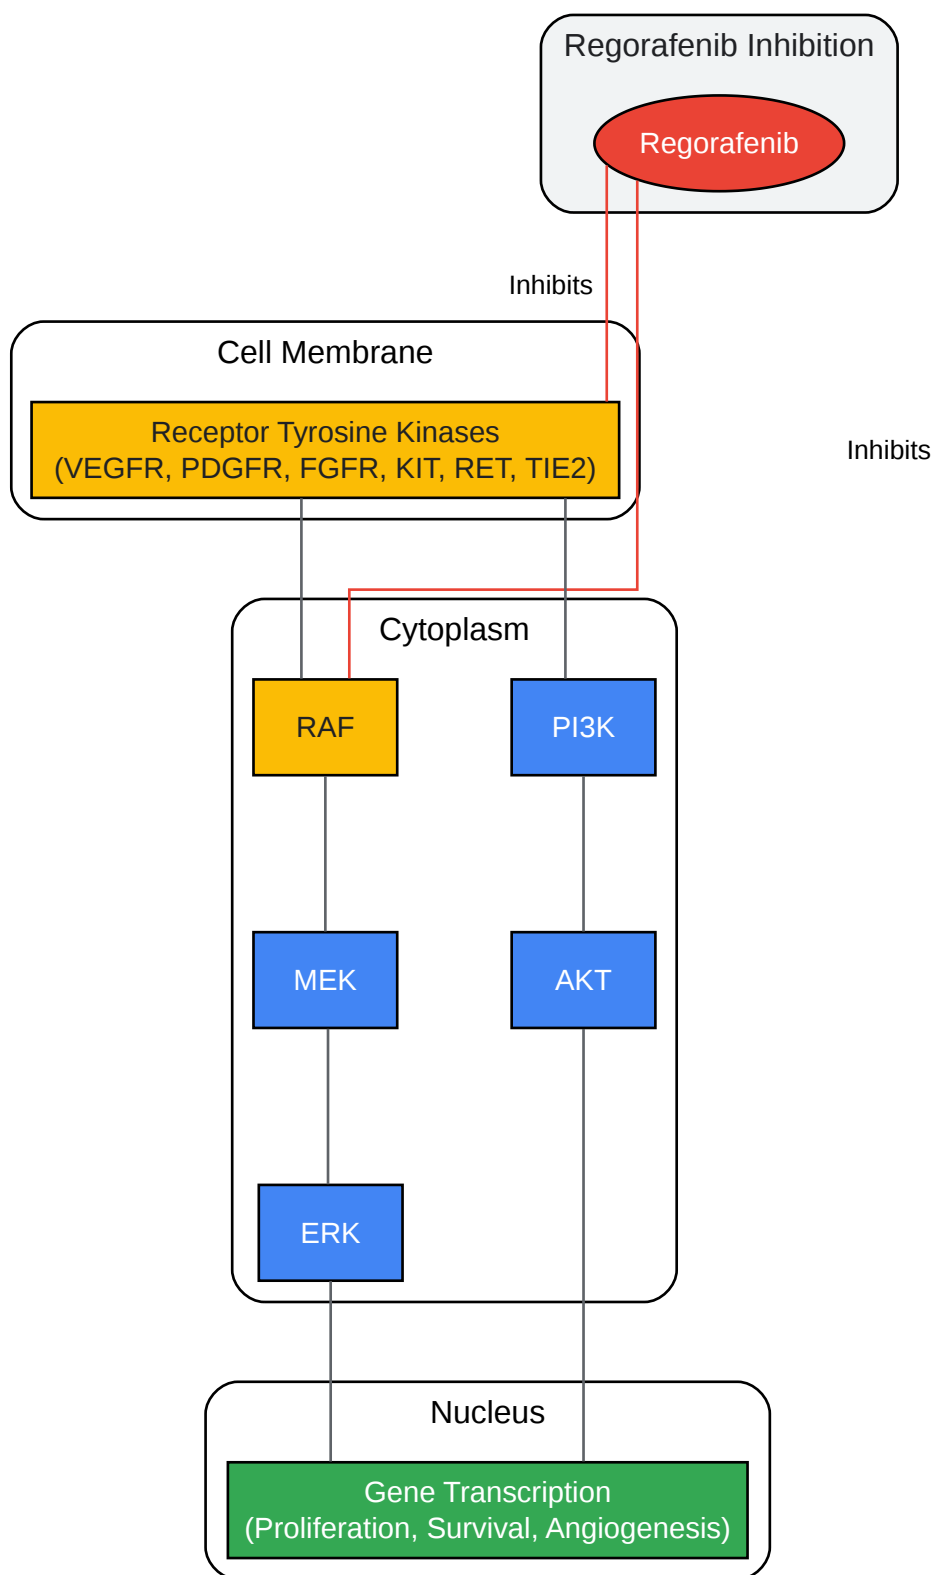 Regorafenib Inhibition
Regorafenib
Inhibits
Cell Membrane
Receptor Tyrosine Kinases
(VEGFR, PDGFR, FGFR, KIT, RET, TIE2)
Inhibits
Cytoplasm
RAF
PI3K
MEK
AKT
ERK
Nucleus
Gene Transcription
(Proliferation, Survival, Angiogenesis)